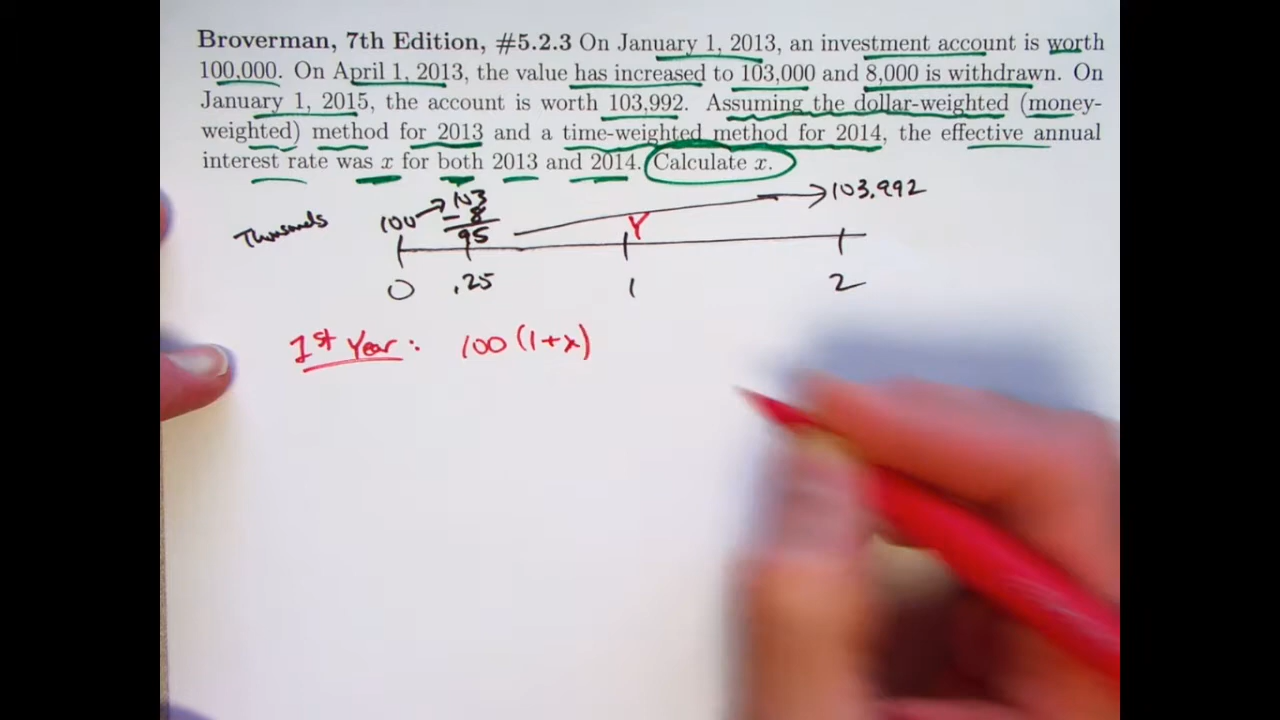 Broverman, 7th Edition, #5.2.3 On January 1, 2013, an investment account is worth
100,000. On April 1, 2013, the value has increased to 103,000 and 8,000 is withdrawn. On
January 1, 2015, the account is worth 103,992. Assuming the dollar-weighted (money-
weighted) method for 2013 and a time-weighted method for 2014, the effective annual
interest rate was x for both 2013 and 2014. Calculate x.
Thousands 100 103 103.992
- 8 Y
95
0 .25 1 2
1st Year: 100(1+x)